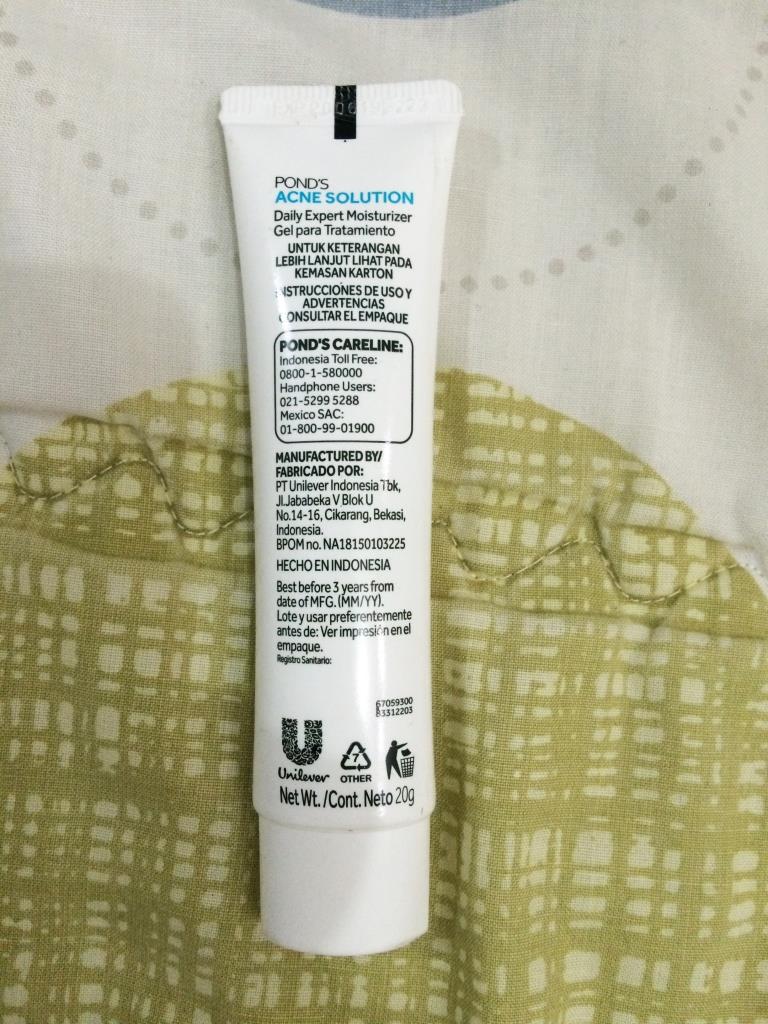 POND'S
ACNE SOLUTION
Daily Expert Moisturizer
Gel para Tratamiento
UNTUK KETERANGAN
LEBIH LANJUT LIHAT PADA
KEMASAN KARTON
INSTRUCCIONES DE USO Y
ADVERTENCIAS
CONSULTAR EL EMPAQUE
POND'S CARELINE:
Indonesia Toll Free:
0800-1-580000
Handphone Users:
021-5299 5288
Mexico SAC:
01-800-99-01900
MANUFACTURED BY/
FABRICADO POR:
PT Unilever Indonesia Tbk,
Jl.Jababeka V Blok U
No.14-16, Cikarang, Bekasi,
Indonesia.
BPOM no. NA18150103225
HECHO EN INDONESIA
Best before 3 years from
date of MFG. (MM/YY).
Lote y usar preferentemente
antes de: Ver impresión en el
empaque.
Registro Sanitario:
67059300
83312203
Unilever
7
OTHER
Net Wt. /Cont. Neto 20g